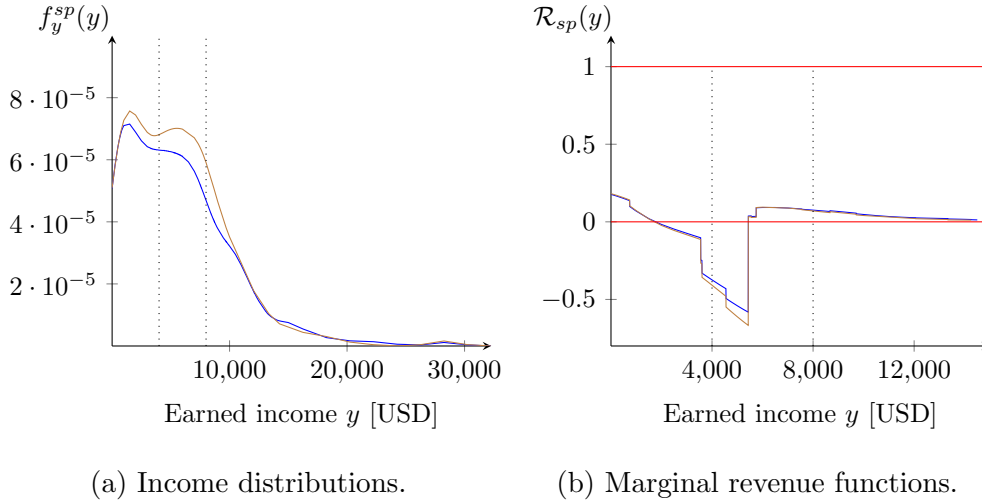 f_y^{sp}(y)
8 · 10^{−5}
6 · 10^{−5}
4 · 10^{−5}
2 · 10^{−5}
10,000 20,000 30,000
Earned income y [USD]
(a) Income distributions.
ℛ_{sp}(y)
1
0.5
0
−0.5
4,000 8,000 12,000
Earned income y [USD]
(b) Marginal revenue functions.